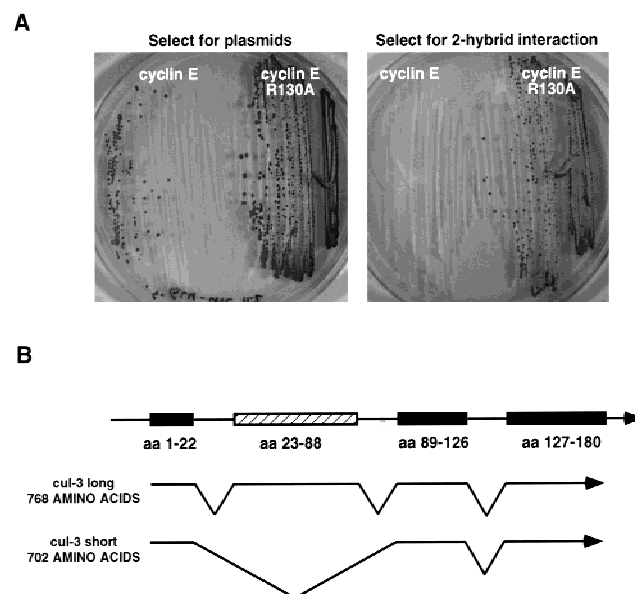 A
Select for plasmids
Select for 2-hybrid interaction
cyclin E
cyclin E
R130A
cyclin E
cyclin E
R130A
B
aa 1-22
aa 23-88
aa 89-126
aa 127-180
cul-3 long
768 AMINO ACIDS
cul-3 short
702 AMINO ACIDS